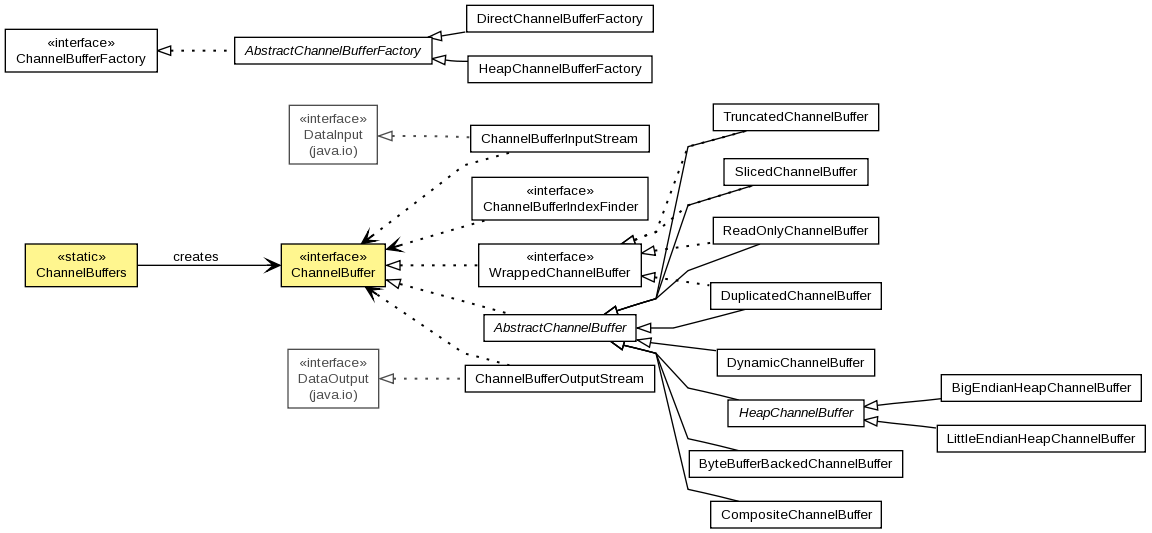 DirectChannelBufferFactory
«interface»
ChannelBufferFactory
AbstractChannelBufferFactory
HeapChannelBufferFactory
«interface»
DataInput
(java.io)
ChannelBufferInputStream
TruncatedChannelBuffer
SlicedChannelBuffer
«interface»
ChannelBufferIndexFinder
ReadOnlyChannelBuffer
«static»
ChannelBuffers
creates
«interface»
ChannelBuffer
«interface»
WrappedChannelBuffer
DuplicatedChannelBuffer
AbstractChannelBuffer
«interface»
DataOutput
(java.io)
ChannelBufferOutputStream
DynamicChannelBuffer
HeapChannelBuffer
BigEndianHeapChannelBuffer
LittleEndianHeapChannelBuffer
ByteBufferBackedChannelBuffer
CompositeChannelBuffer